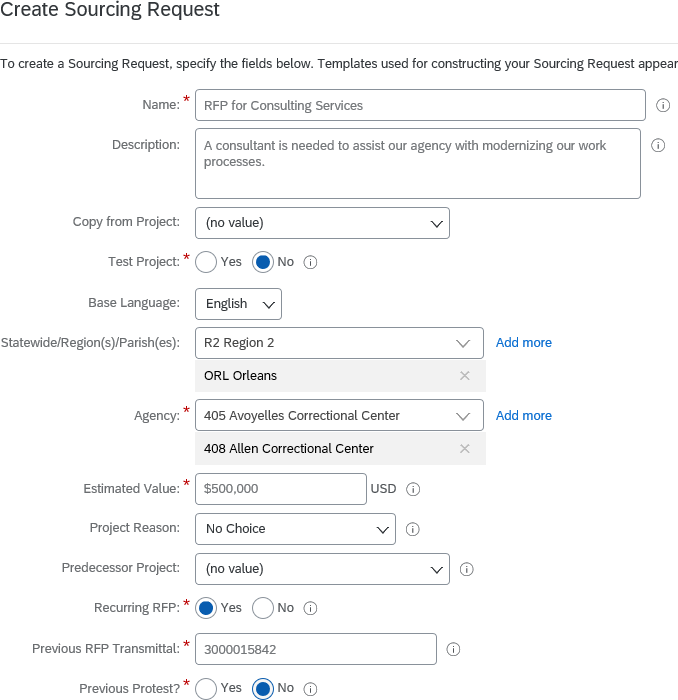 Create Sourcing Request
To create a Sourcing Request, specify the fields below. Templates used for constructing your Sourcing Request appear
Name: * RFP for Consulting Services
Description: A consultant is needed to assist our agency with modernizing our work
processes.
Copy from Project: (no value)
Test Project: * Yes No
Base Language: English
Statewide/Region(s)/Parish(es): R2 Region 2 Add more
ORL Orleans
Agency: * 405 Avoyelles Correctional Center Add more
408 Allen Correctional Center
Estimated Value: * $500,000 USD
Project Reason: No Choice
Predecessor Project: (no value)
Recurring RFP: * Yes No
Previous RFP Transmittal: * 3000015842
Previous Protest? * Yes No